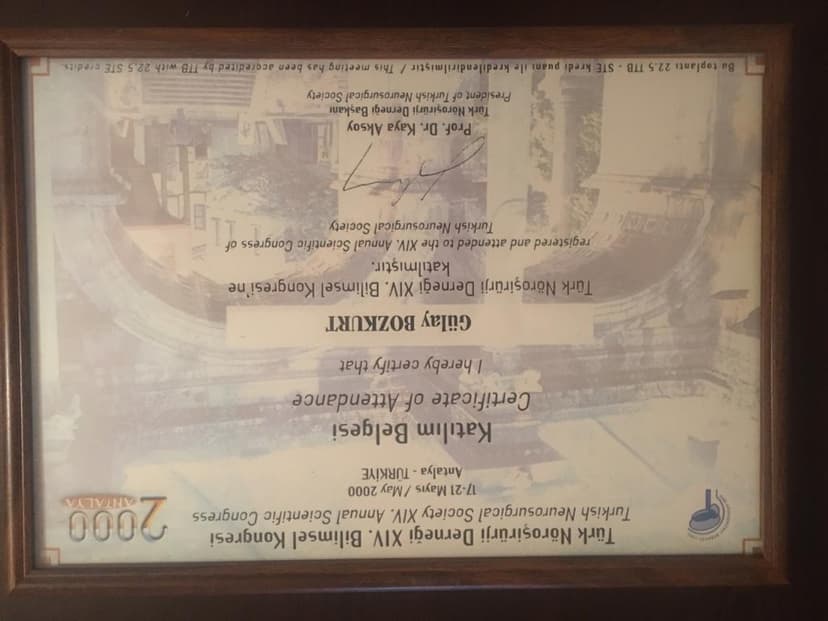 Türk Nöroşirürji Derneği XIV. Bilimsel Kongresi
Turkish Neurosurgical Society XIV. Annual Scientific Congress
17-21 Mayıs / May 2000
Antalya - TÜRKİYE
2000
ANTALYA
Katılım Belgesi
Certificate of Attendance
I hereby certify that
Gülay BOZKURT
Türk Nöroşirürji Derneği XIV. Bilimsel Kongresi'ne
katılmıştır.
registered and attended to the XIV. Annual Scientific Congress of
Turkish Neurosurgical Society
Prof. Dr. Kaya Aksoy
Türk Nöroşirürji Derneği Başkanı
President of Turkish Neurosurgical Society
Bu toplantı 22.5 TTB - STE kredi puanı ile kredilendirilmiştir / This meeting has been accredited by TTB with 22.5 STE credits